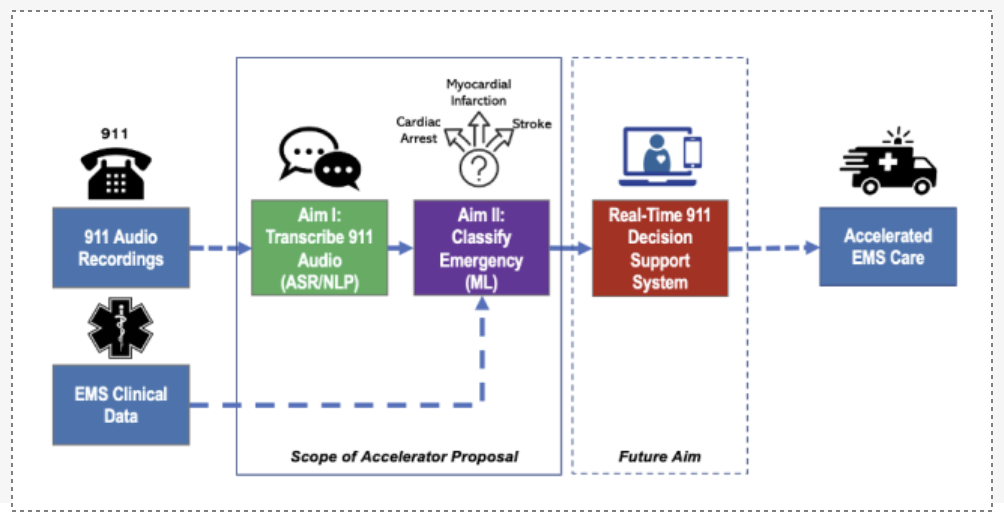 911
911 Audio
Recordings
EMS Clinical
Data
Aim I:
Transcribe 911
Audio
(ASR/NLP)
Myocardial
Infarction
Cardiac
Arrest
Stroke
?
Aim II:
Classify
Emergency
(ML)
Scope of Accelerator Proposal
Real-Time 911
Decision
Support
System
Future Aim
Accelerated
EMS Care